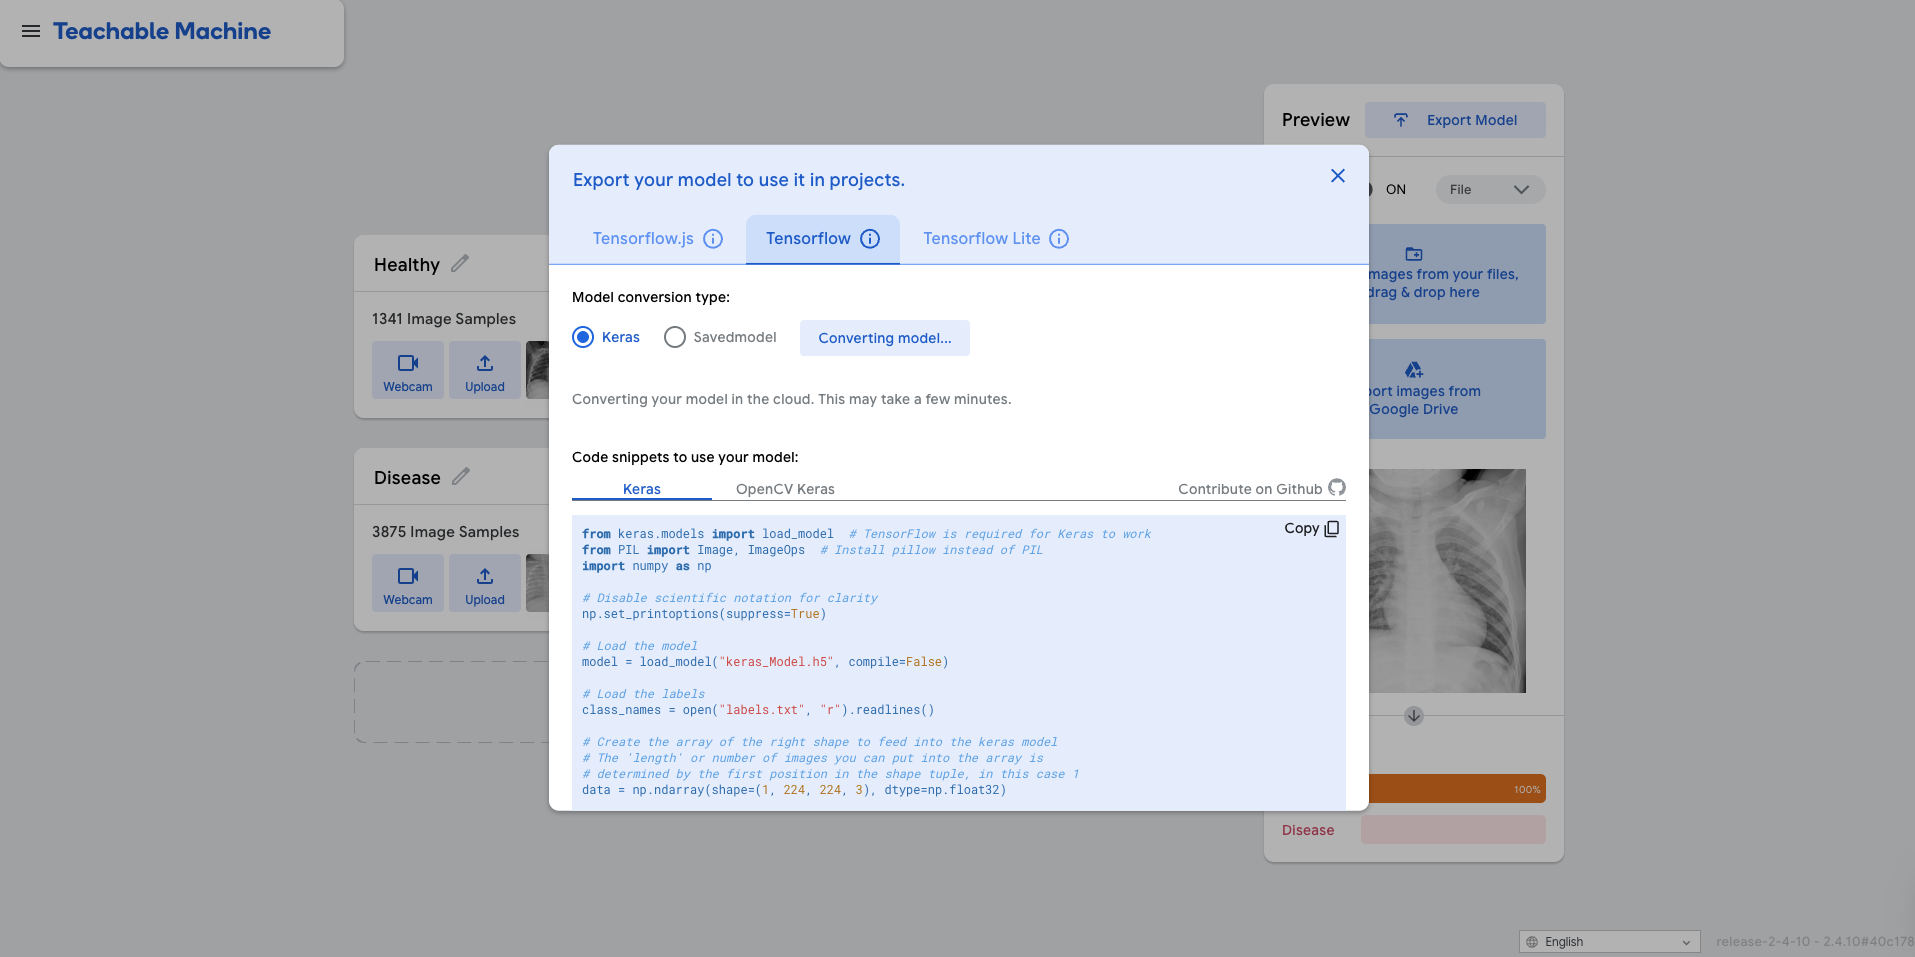 Teachable Machine
Preview
Export Model
Export your model to use it in projects.
ON
File
Tensorflow.js
Tensorflow
Tensorflow Lite
mages from your files,
drag & drop here
Healthy
Model conversion type:
1341 Image Samples
Keras
Savedmodel
Converting model...
Webcam
Upload
Converting your model in the cloud. This may take a few minutes.
ort images from
Google Drive
Code snippets to use your model:
Disease
Keras
OpenCV Keras
Contribute on Github
3875 Image Samples
Webcam
Upload
Copy
from keras.models import load_model  # TensorFlow is required for Keras to work
from PIL import Image, ImageOps  # Install pillow instead of PIL
import numpy as np
# Disable scientific notation for clarity
np.set_printoptions(suppress=True)
# Load the model
model = load_model("keras_Model.h5", compile=False)
# Load the labels
class_names = open("labels.txt", "r").readlines()
# Create the array of the right shape to feed into the keras model
# The 'length' or number of images you can put into the array is
# determined by the first position in the shape tuple, in this case 1
data = np.ndarray(shape=(1, 224, 224, 3), dtype=np.float32)
100%
Disease
English
release-2-4-10 - 2.4.10#40c178